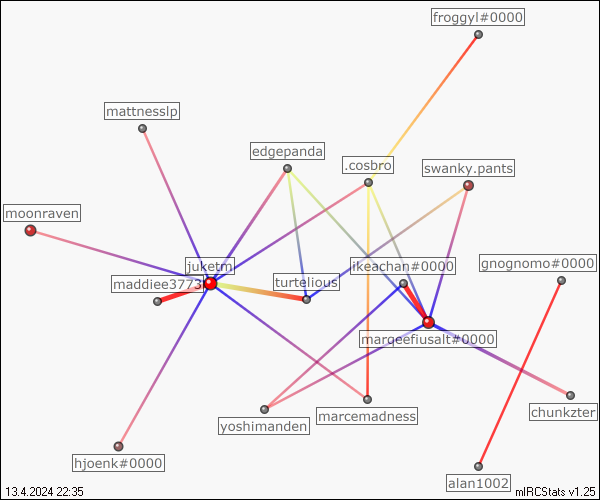 froggyl#0000
mattnesslp
edgepanda
.cosbro
swanky.pants
moonraven
juketm
ikeachan#0000
gnognomo#0000
maddiee3773
turtelious
marqeefiusalt#0000
chunkzter
marcemadness
yoshimanden
hjoenk#0000
alan1002
13.4.2024 22:35
mIRCStats v1.25